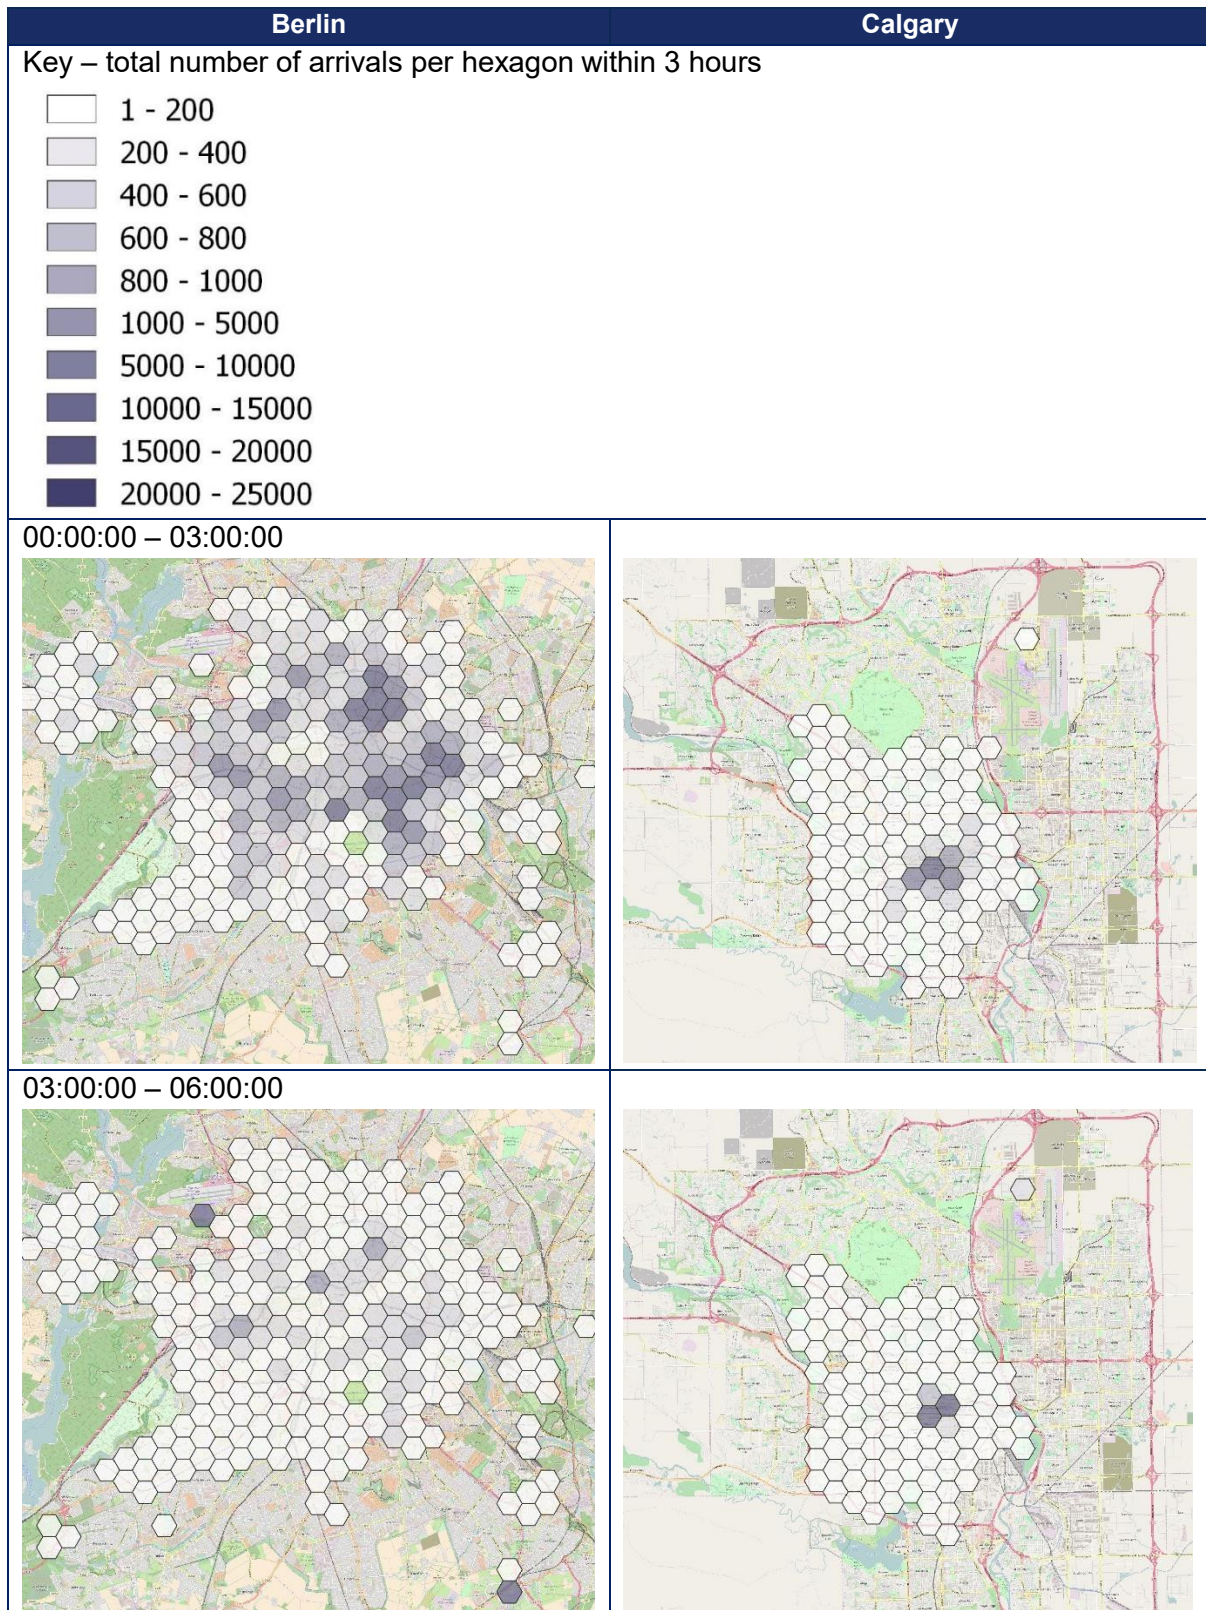 Berlin Calgary
Key – total number of arrivals per hexagon within 3 hours
1 - 200
200 - 400
400 - 600
600 - 800
800 - 1000
1000 - 5000
5000 - 10000
10000 - 15000
15000 - 20000
20000 - 25000
00:00:00 – 03:00:00
03:00:00 – 06:00:00